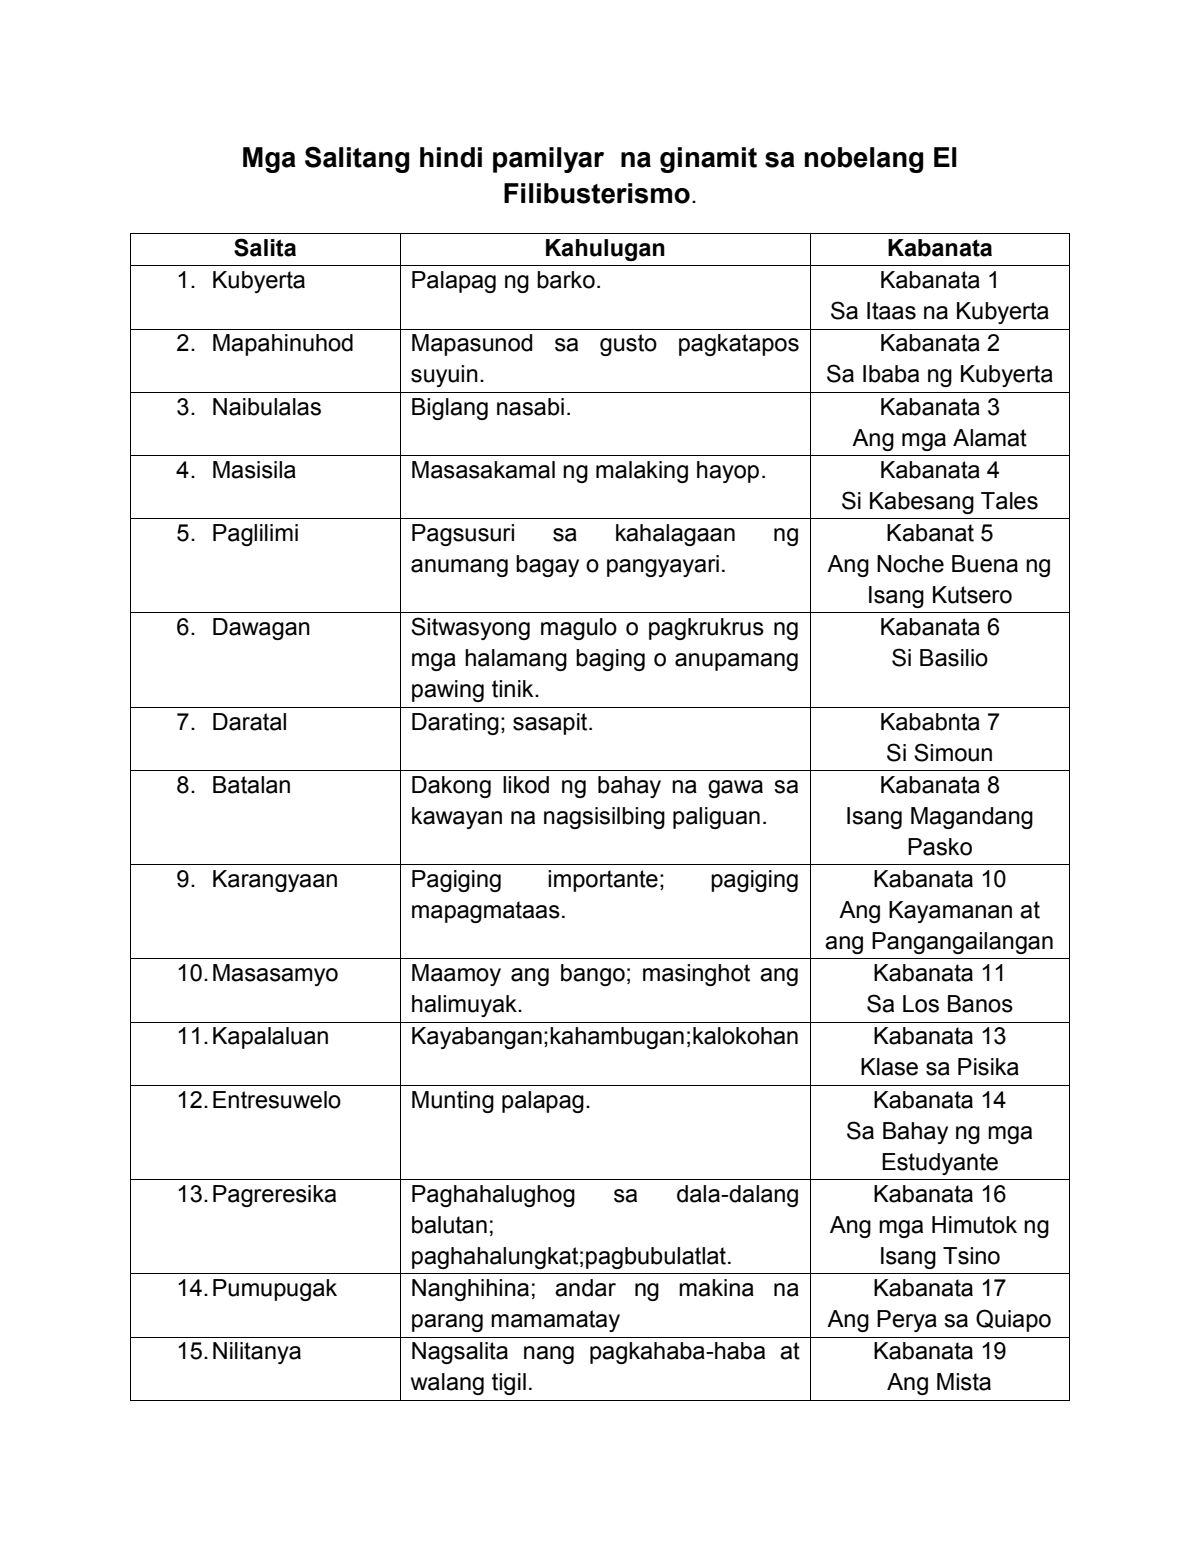 Mga Salitang hindi pamilyar  na ginamit sa nobelang El
Filibusterismo.
Salita Kahulugan Kabanata
1. Kubyerta Palapag ng barko. Kabanata 1
Sa Itaas na Kubyerta
2. Mapahinuhod Mapasunod sa gusto pagkatapos Kabanata 2
suyuin. Sa Ibaba ng Kubyerta
3. Naibulalas Biglang nasabi. Kabanata 3
Ang mga Alamat
4. Masisila Masasakamal ng malaking hayop. Kabanata 4
Si Kabesang Tales
5. Paglilimi Pagsusuri sa kahalagaan ng Kabanat 5
anumang bagay o pangyayari. Ang Noche Buena ng
Isang Kutsero
6. Dawagan Sitwasyong magulo o pagkrukrus ng Kabanata 6
mga halamang baging o anupamang Si Basilio
pawing tinik.
7. Daratal Darating; sasapit. Kababnta 7
Si Simoun
8. Batalan Dakong likod ng bahay na gawa sa Kabanata 8
kawayan na nagsisilbing paliguan. Isang Magandang
Pasko
9. Karangyaan Pagiging importante; pagiging Kabanata 10
mapagmataas. Ang Kayamanan at
ang Pangangailangan
10. Masasamyo Maamoy ang bango; masinghot ang Kabanata 11
halimuyak. Sa Los Banos
11. Kapalaluan Kayabangan;kahambugan;kalokohan Kabanata 13
Klase sa Pisika
12. Entresuwelo Munting palapag. Kabanata 14
Sa Bahay ng mga
Estudyante
13. Pagreresika Paghahalughog sa dala-dalang Kabanata 16
balutan; Ang mga Himutok ng
paghahalungkat;pagbubulatlat. Isang Tsino
14. Pumupugak Nanghihina; andar ng makina na Kabanata 17
parang mamamatay Ang Perya sa Quiapo
15. Nilitanya Nagsalita nang pagkahaba-haba at Kabanata 19
walang tigil. Ang Mista